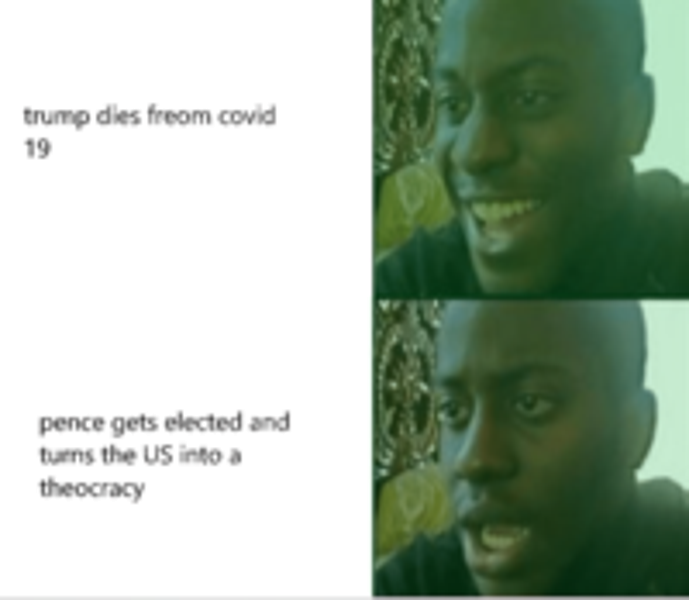 trump dies freom covid
19
pence gets elected and
turns the US into a
theocracy